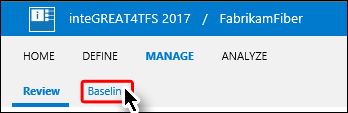 inteGREAT4TFS 2017 / FabrikamFiber
HOME DEFINE MANAGE ANALYZE
Review Baselin